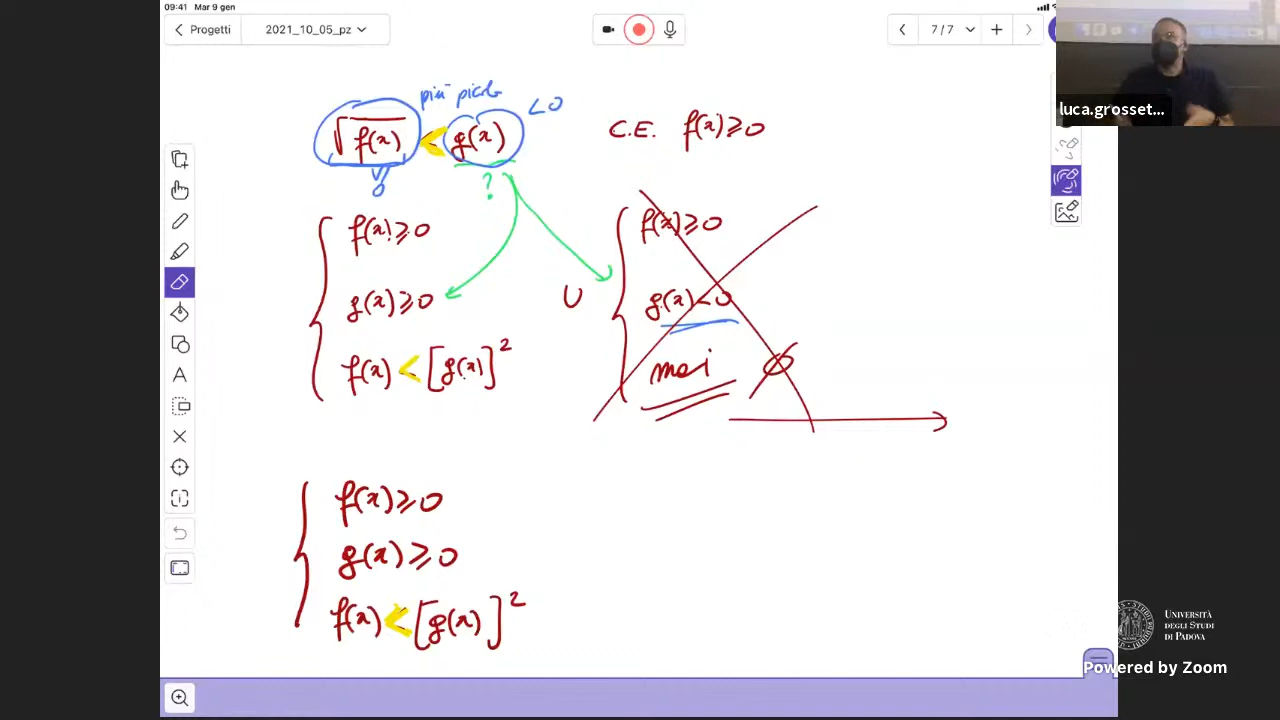 09:41 Mar 9 gen
Progetti
2021_10_05_pz
7/7
più piccolo
√f(x) < g(x)
<0
C.E. f(x)⩾0
V/
0
?
f(x)⩾0
g(x)⩾0
f(x) < [g(x)]²
U
f(x)⩾0
g(x)<0
mai
∅
f(x)⩾0
g(x)⩾0
f(x) < [g(x)]²
luca.grosset...
UNIVERSITÀ
DEGLI STUDI
DI PADOVA
Powered by Zoom